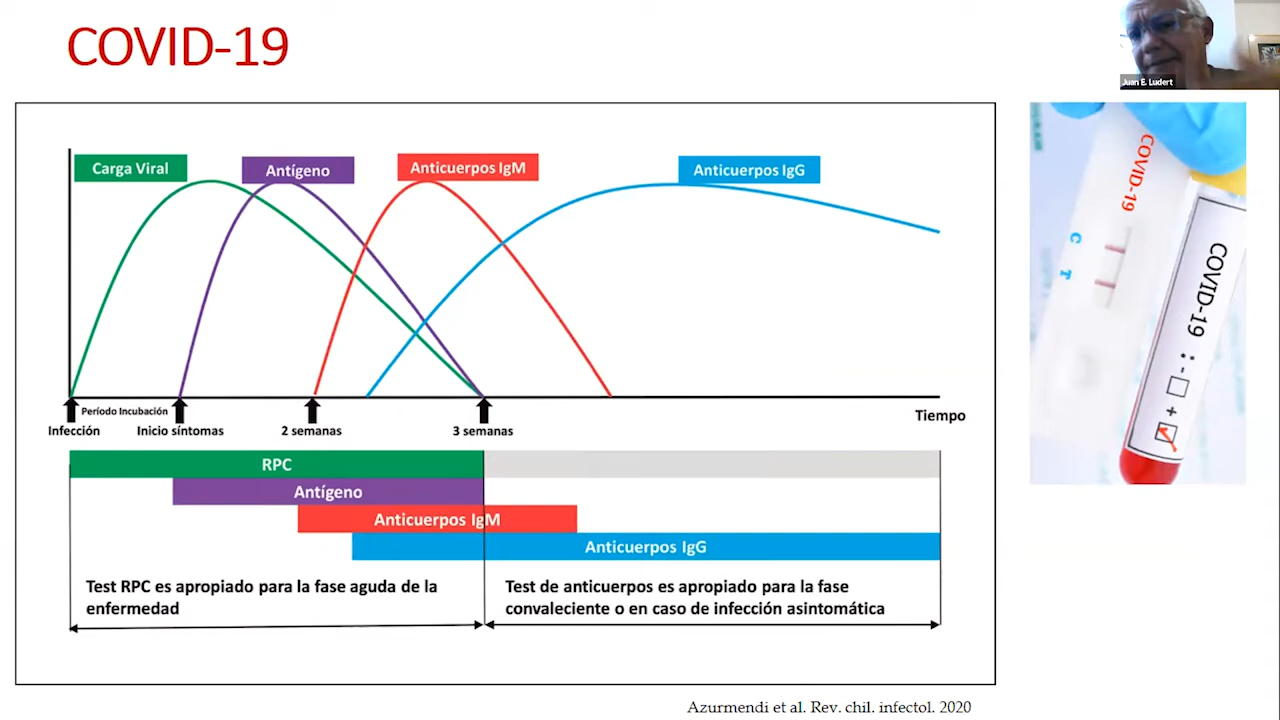 COVID-19
Juan E. Ludert
Carga Viral
Antígeno
Anticuerpos IgM
Anticuerpos IgG
Período Incubación
Tiempo
Infección
Inicio síntomas
2 semanas
3 semanas
RPC
Antígeno
Anticuerpos IgM
Anticuerpos IgG
Test RPC es apropiado para la fase aguda de la
enfermedad
Test de anticuerpos es apropiado para la fase
convaleciente o en caso de infección asintomática
COVID-19
C
T
COVID-19 : - +
Azurmendi et al. Rev. chil. infectol. 2020